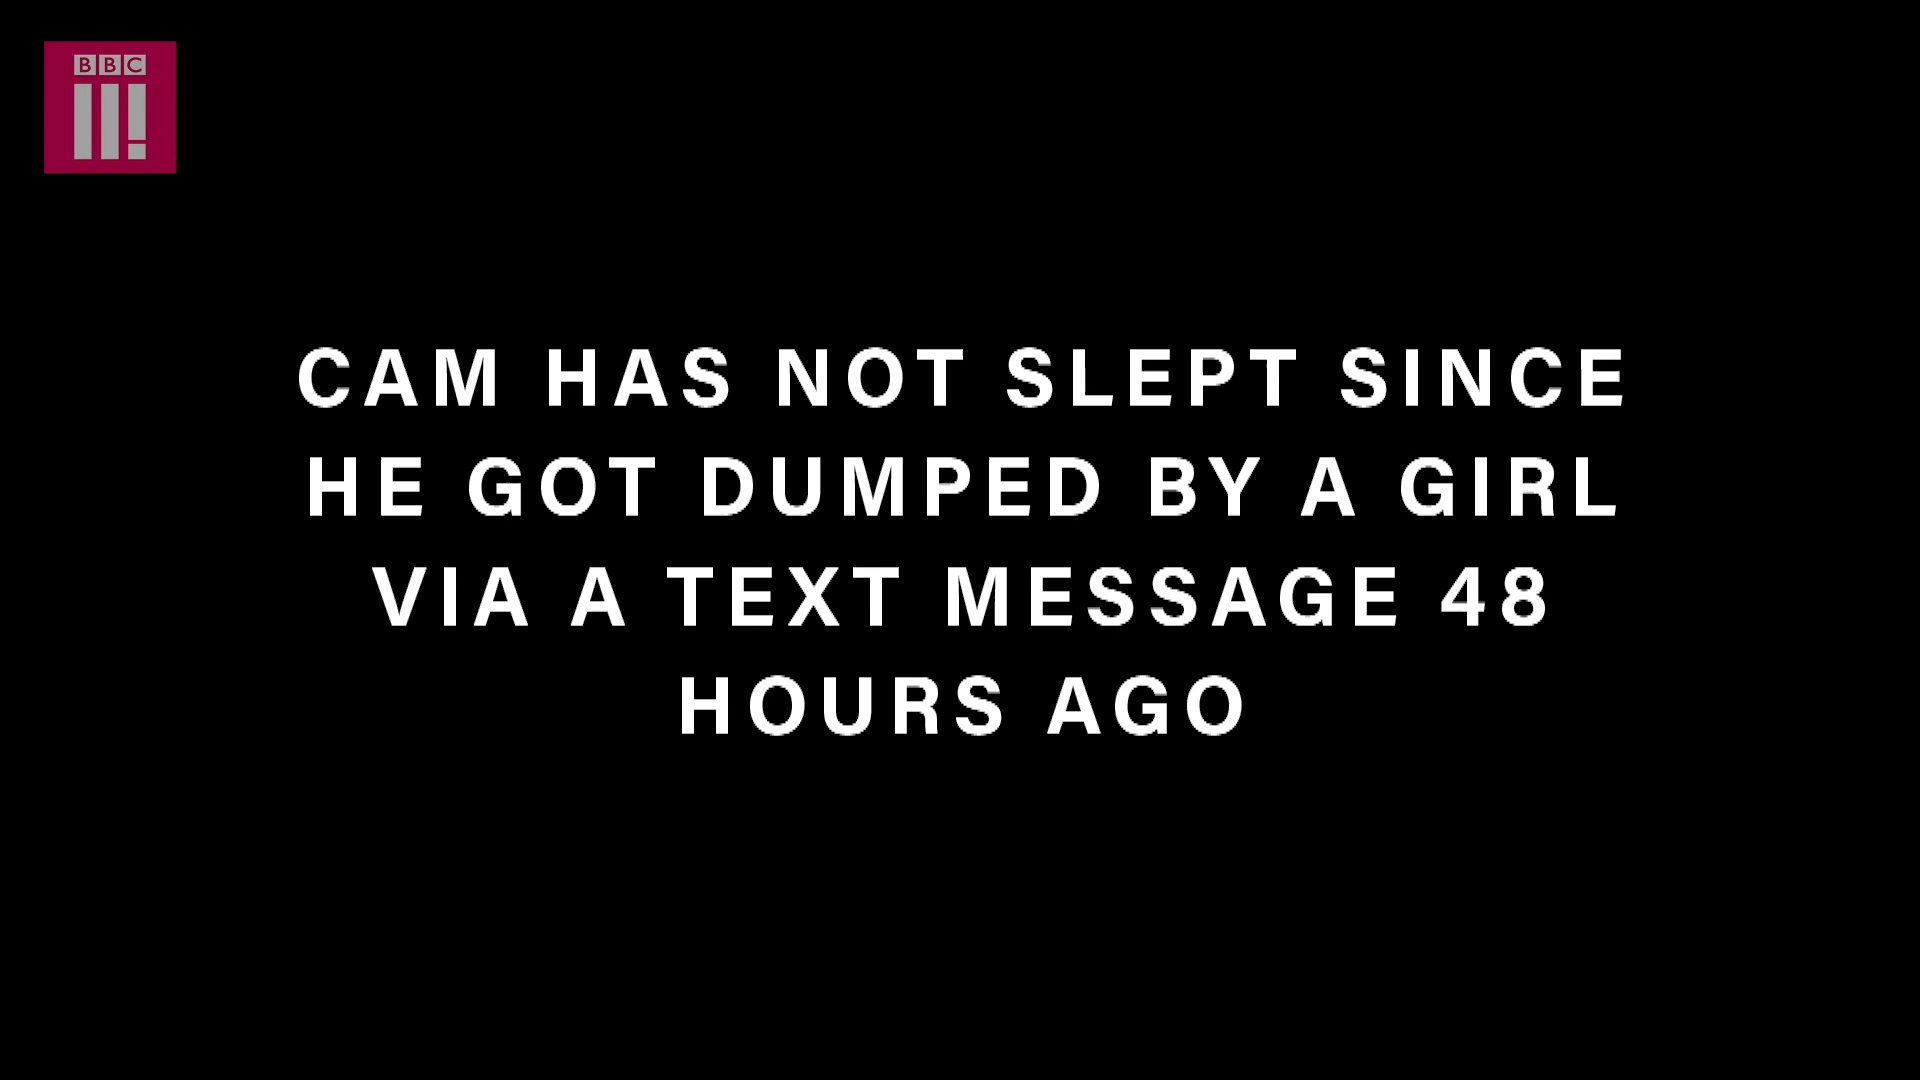 BBC
CAM HAS NOT SLEPT SINCE
HE GOT DUMPED BY A GIRL
VIA A TEXT MESSAGE 48
HOURS AGO